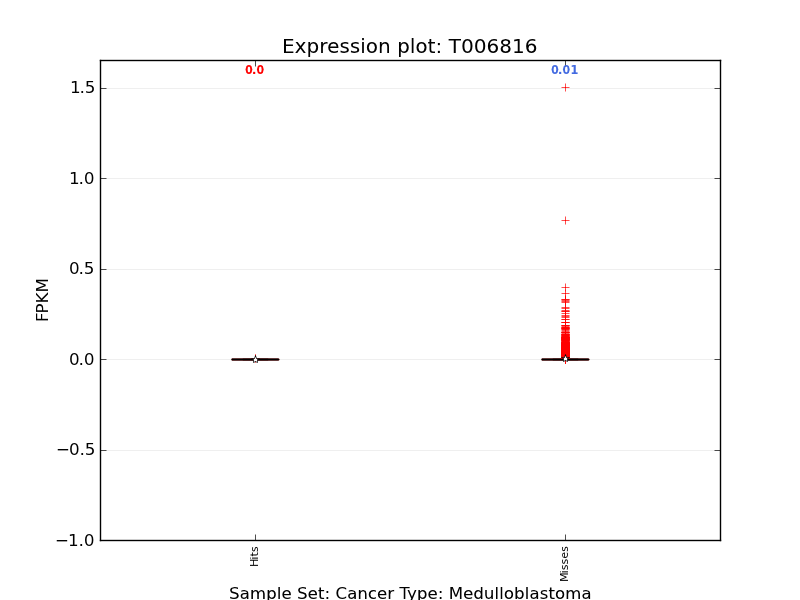 Expression plot: T006816
0.0
0.01
1.5
1.0
0.5
0.0
−0.5
−1.0
FPKM
Hits
Misses
Sample Set: Cancer Type: Medulloblastoma